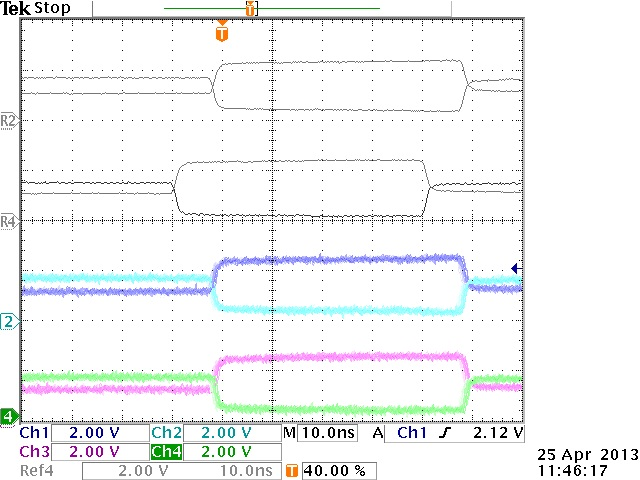 Tek Stop
T
T
R2
R4
2
4
Ch1 2.00 V Ch2 2.00 V M 10.0ns A Ch1 2.12 V
Ch3 2.00 V Ch4 2.00 V
Ref4 2.00 V 10.0ns T 40.00 %
25 Apr 2013
11:46:17